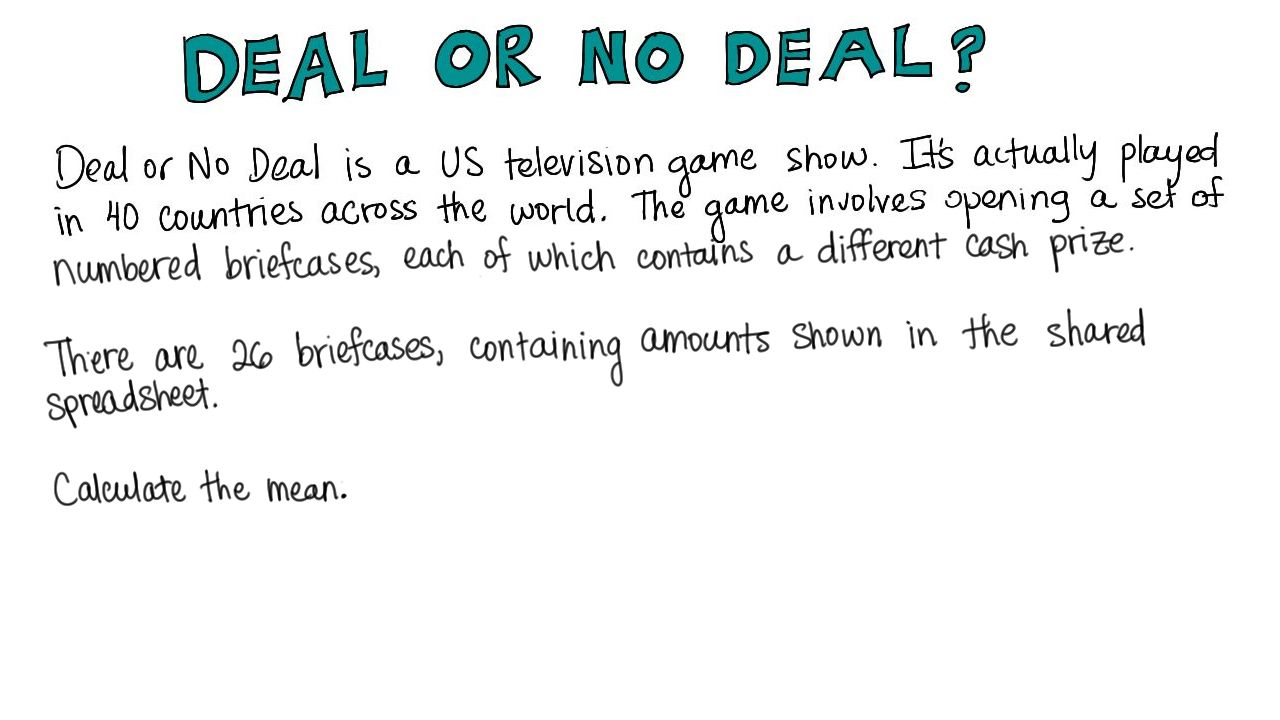 DEAL OR NO DEAL?
Deal or No Deal is a US television game show. It's actually played
in 40 countries across the world. The game involves opening a set of
numbered briefcases, each of which contains a different cash prize.
There are 26 briefcases, containing amounts shown in the shared
spreadsheet.
Calculate the mean.